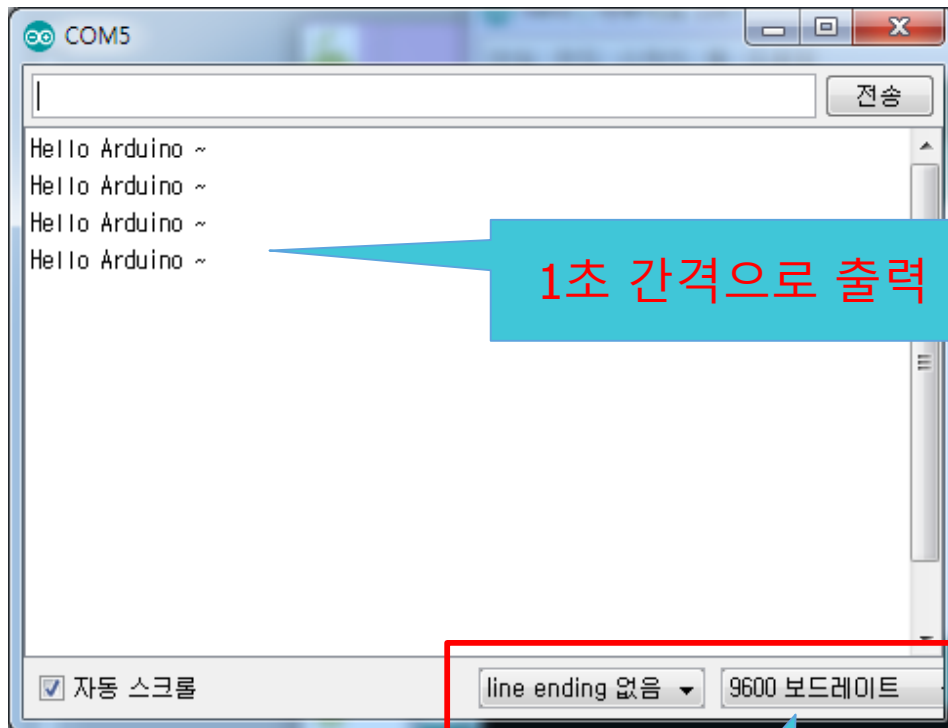 COM5
전송
Hello Arduino ~
Hello Arduino ~
Hello Arduino ~
Hello Arduino ~
1초 간격으로 출력
자동 스크롤
line ending 없음
9600 보드레이트